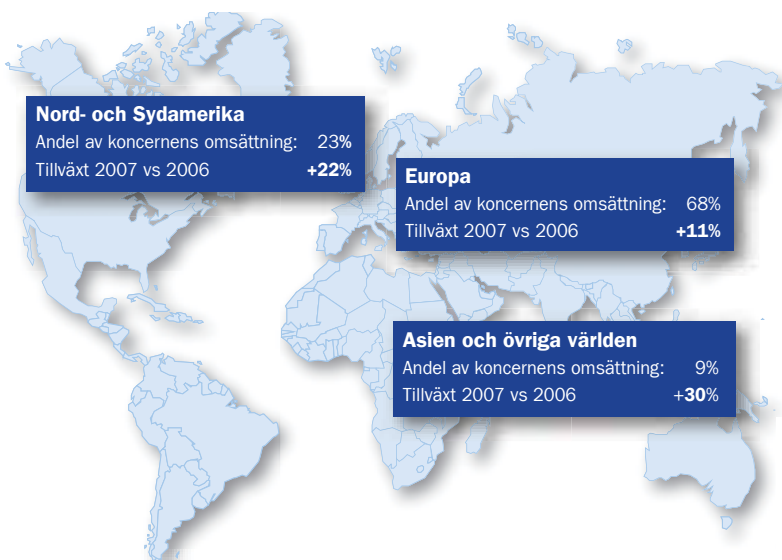 Nord- och Sydamerika
Andel av koncernens omsättning: 23%
Tillväxt 2007 vs 2006 +22%
Europa
Andel av koncernens omsättning: 68%
Tillväxt 2007 vs 2006 +11%
Asien och övriga världen
Andel av koncernens omsättning: 9%
Tillväxt 2007 vs 2006 +30%